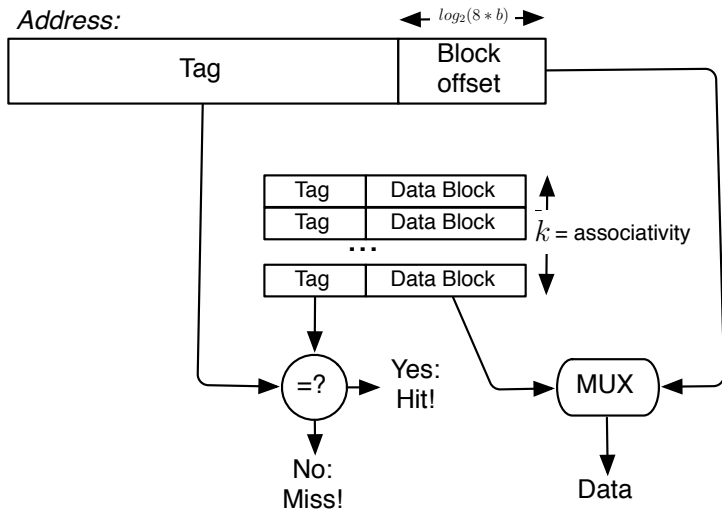 Address:
log₂(8 * b)
Tag
Block
offset
Tag Data Block
Tag Data Block
...
Tag Data Block
k̄ = associativity
=?
Yes:
Hit!
MUX
No:
Miss!
Data